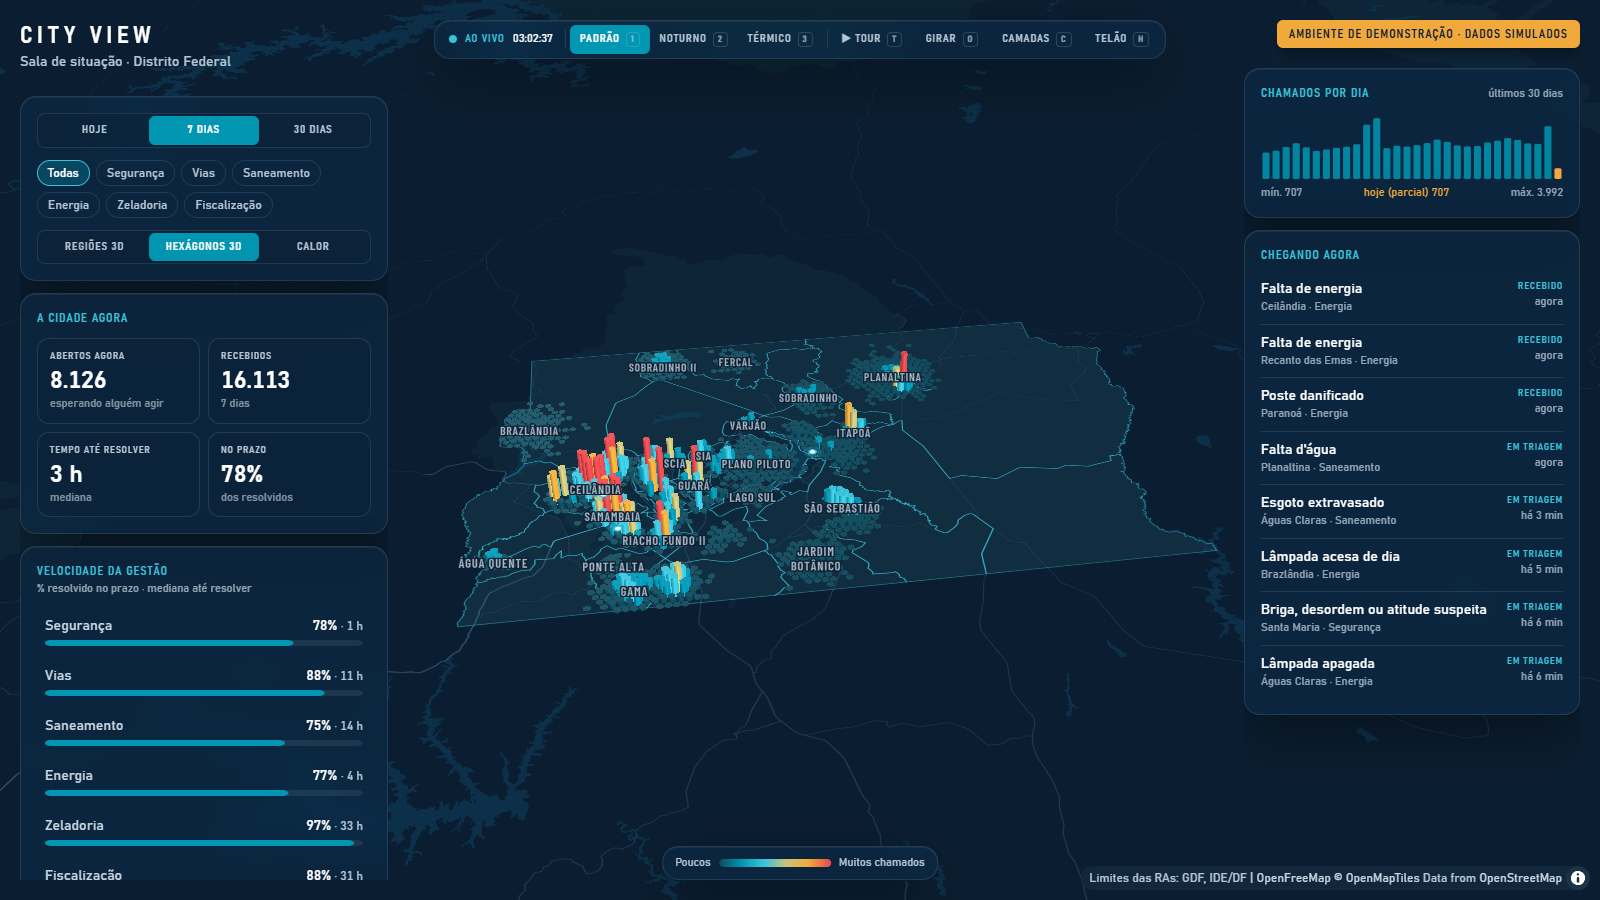 CITY VIEW
Sala de situação · Distrito Federal
AO VIVO 03:02:37 PADRÃO 1 NOTURNO 2 TÉRMICO 3 ▶ TOUR T GIRAR O CAMADAS C TELÃO H
AMBIENTE DE DEMONSTRAÇÃO · DADOS SIMULADOS
HOJE 7 DIAS 30 DIAS
Todas Segurança Vias Saneamento
Energia Zeladoria Fiscalização
REGIÕES 3D HEXÁGONOS 3D CALOR
A CIDADE AGORA
ABERTOS AGORA
8.126
esperando alguém agir
RECEBIDOS
16.113
7 dias
TEMPO ATÉ RESOLVER
3 h
mediana
NO PRAZO
78%
dos resolvidos
VELOCIDADE DA GESTÃO
% resolvido no prazo · mediana até resolver
Segurança 78% · 1 h
Vias 88% · 11 h
Saneamento 75% · 14 h
Energia 77% · 4 h
Zeladoria 97% · 33 h
Fiscalização 88% · 31 h
SOBRADINHO II
FERCAL
PLANALTINA
SOBRADINHO
BRAZLÂNDIA
VARJÃO
ITAPOÃ
SIA
SCIA
PLANO PILOTO
CEILÂNDIA
GUARÁ
LAGO SUL
SÃO SEBASTIÃO
SAMAMBAIA
RIACHO FUNDO II
ÁGUA QUENTE
PONTE ALTA
JARDIM
BOTÂNICO
GAMA
Poucos Muitos chamados
CHAMADOS POR DIA últimos 30 dias
mín. 707 hoje (parcial) 707 máx. 3.992
CHEGANDO AGORA
Falta de energia RECEBIDO
Ceilândia · Energia agora
Falta de energia RECEBIDO
Recanto das Emas · Energia agora
Poste danificado RECEBIDO
Paranoá · Energia agora
Falta d'água EM TRIAGEM
Planaltina · Saneamento agora
Esgoto extravasado EM TRIAGEM
Águas Claras · Saneamento há 3 min
Lâmpada acesa de dia EM TRIAGEM
Brazlândia · Energia há 5 min
Briga, desordem ou atitude suspeita EM TRIAGEM
Santa Maria · Segurança há 6 min
Lâmpada apagada EM TRIAGEM
Águas Claras · Energia há 6 min
Limites das RAs: GDF, IDE/DF | OpenFreeMap © OpenMapTiles Data from OpenStreetMap